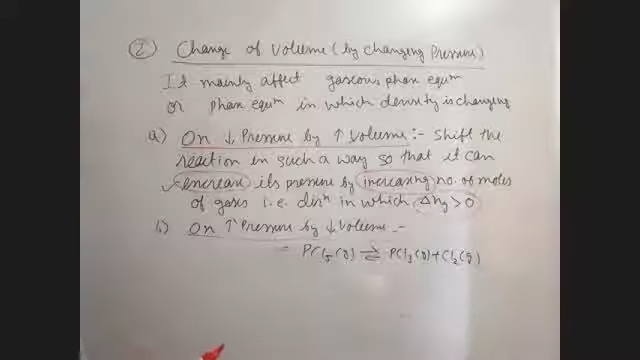 ② Change of Volume (by changing Pressure)
It mainly affect gaseous phase equm
or phase equm in which density is changing
a) On ↓ Pressure by ↑ Volume :- Shift the
reaction in such a way so that it can
increase its pressure by increasing no. of moles
of gases i.e. dirn in which Δng > 0
b) On ↑ Pressure by ↓ Volume -
= PCl5(g) ⇌ PCl3(g) + Cl2(g)